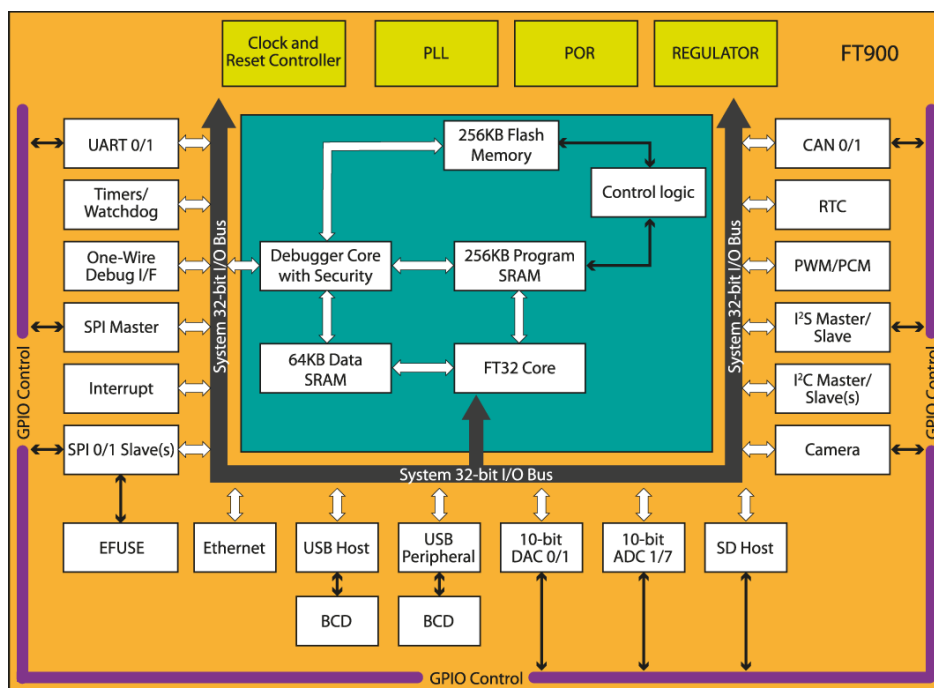 Clock and
Reset Controller
PLL
POR
REGULATOR
FT900
UART 0/1
Timers/
Watchdog
One-Wire
Debug I/F
SPI Master
Interrupt
SPI 0/1 Slave(s)
EFUSE
GPIO Control
System 32-bit I/O Bus
256KB Flash
Memory
Control logic
Debugger Core
with Security
256KB Program
SRAM
64KB Data
SRAM
FT32 Core
System 32-bit I/O Bus
System 32-bit I/O Bus
CAN 0/1
RTC
PWM/PCM
I²S Master/
Slave
I²C Master/
Slave(s)
Camera
GPIO Control
Ethernet
USB Host
USB
Peripheral
10-bit
DAC 0/1
10-bit
ADC 1/7
SD Host
BCD
BCD
GPIO Control